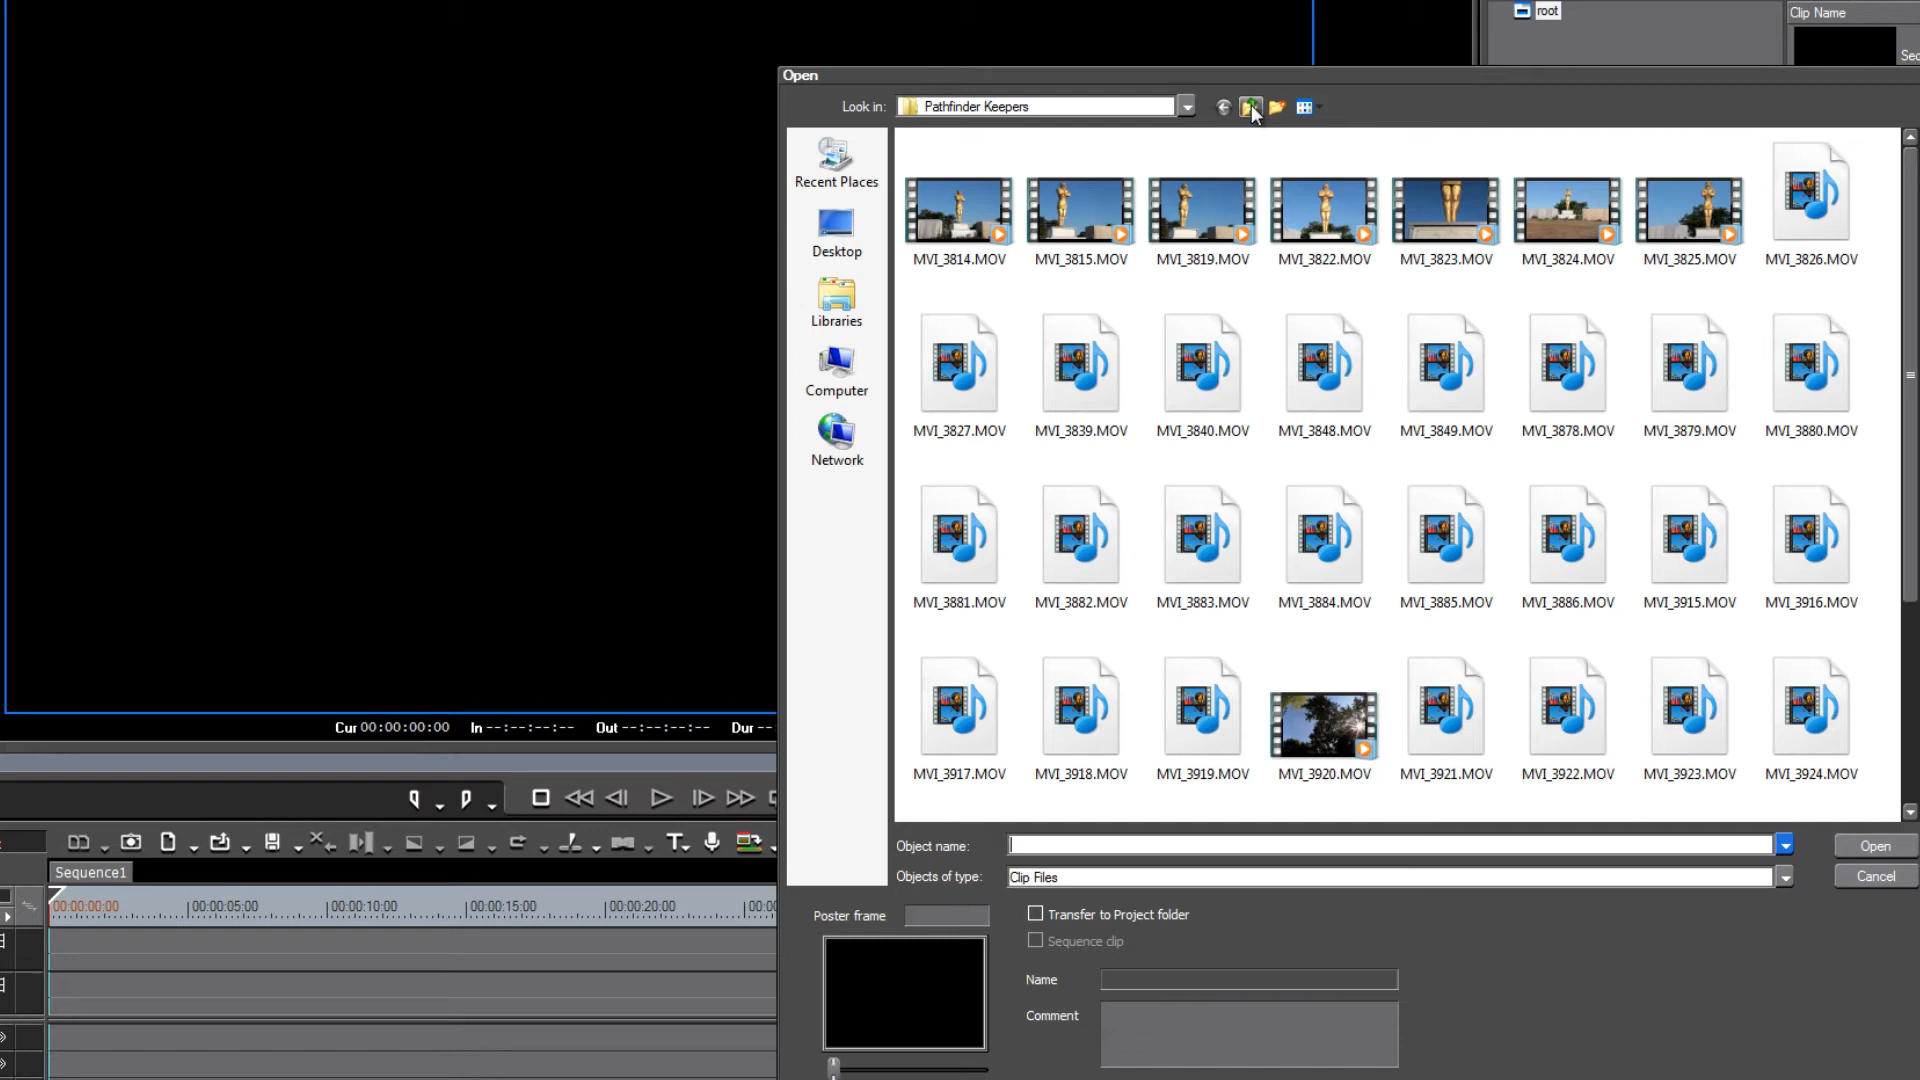 root
Clip Name
Sec
Open
Look in:
Pathfinder Keepers
Recent Places
Desktop
Libraries
Computer
Network
MVI_3814.MOV
MVI_3815.MOV
MVI_3819.MOV
MVI_3822.MOV
MVI_3823.MOV
MVI_3824.MOV
MVI_3825.MOV
MVI_3826.MOV
MVI_3827.MOV
MVI_3839.MOV
MVI_3840.MOV
MVI_3848.MOV
MVI_3849.MOV
MVI_3878.MOV
MVI_3879.MOV
MVI_3880.MOV
MVI_3881.MOV
MVI_3882.MOV
MVI_3883.MOV
MVI_3884.MOV
MVI_3885.MOV
MVI_3886.MOV
MVI_3915.MOV
MVI_3916.MOV
MVI_3917.MOV
MVI_3918.MOV
MVI_3919.MOV
MVI_3920.MOV
MVI_3921.MOV
MVI_3922.MOV
MVI_3923.MOV
MVI_3924.MOV
Object name:
Open
Objects of type:
Clip Files
Cancel
Poster frame
Transfer to Project folder
Sequence clip
Name
Comment
Cur 00:00:00:00 In --:--:--:-- Out --:--:--:-- Dur --
Sequence1
00:00:00:00
00:00:05:00
00:00:10:00
00:00:15:00
00:00:20:00
00:00